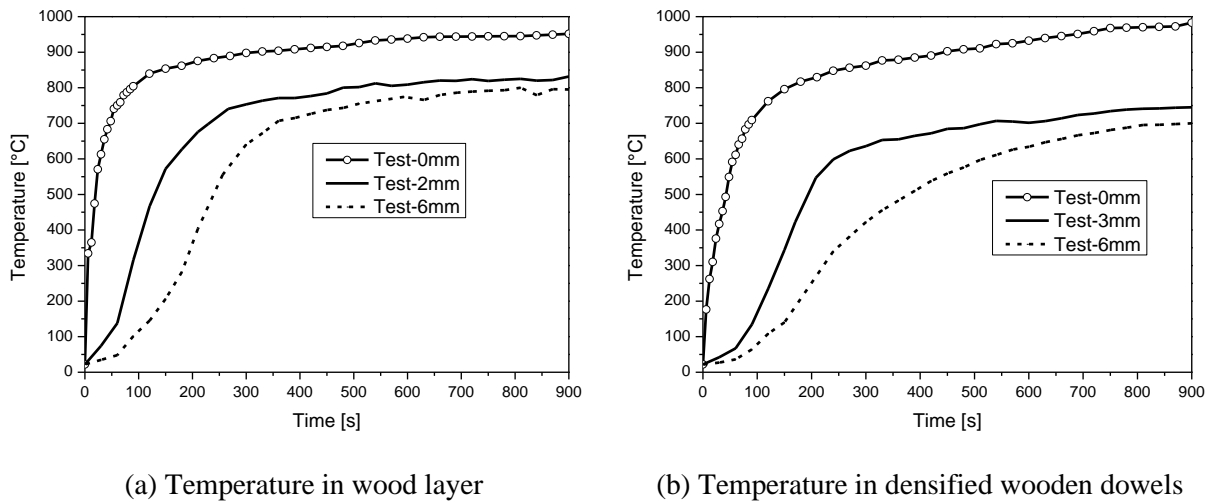 1000
900
800
700
600
500
400
300
200
100
0
Temperature [°C]
Test-0mm
Test-2mm
Test-6mm
0 100 200 300 400 500 600 700 800 900
Time [s]
(a) Temperature in wood layer
1000
900
800
700
600
500
400
300
200
100
0
Temperature [°C]
Test-0mm
Test-3mm
Test-6mm
0 100 200 300 400 500 600 700 800 900
Time [s]
(b) Temperature in densified wooden dowels